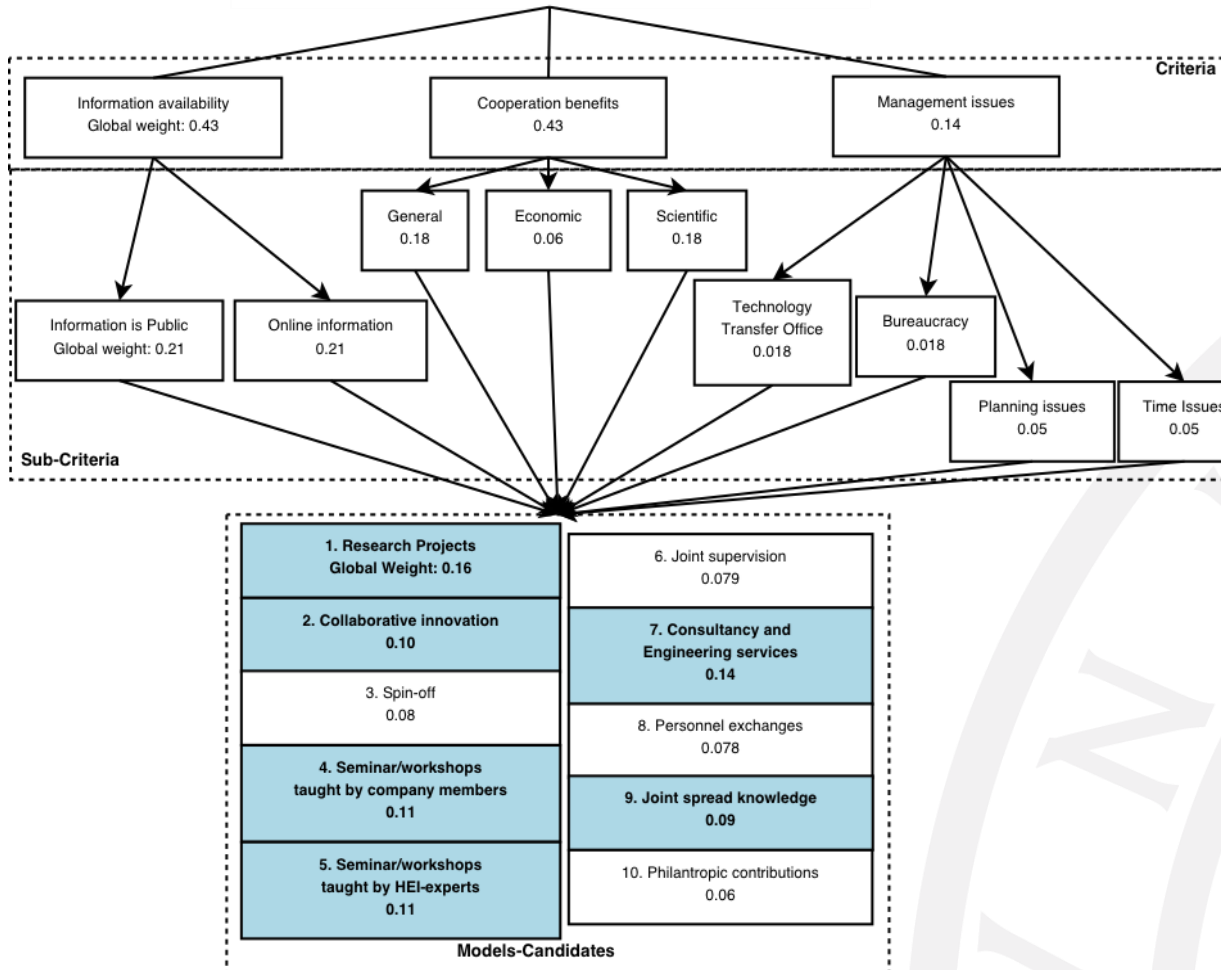 Criteria
Information availability
Global weight: 0.43
Cooperation benefits
0.43
Management issues
0.14
General
0.18
Economic
0.06
Scientific
0.18
Information is Public
Global weight: 0.21
Online information
0.21
Technology
Transfer Office
0.018
Bureaucracy
0.018
Planning issues
0.05
Time Issues
0.05
Sub-Criteria
1. Research Projects
Global Weight: 0.16
2. Collaborative innovation
0.10
3. Spin-off
0.08
4. Seminar/workshops
taught by company members
0.11
5. Seminar/workshops
taught by HEI-experts
0.11
6. Joint supervision
0.079
7. Consultancy and
Engineering services
0.14
8. Personnel exchanges
0.078
9. Joint spread knowledge
0.09
10. Philantropic contributions
0.06
Models-Candidates